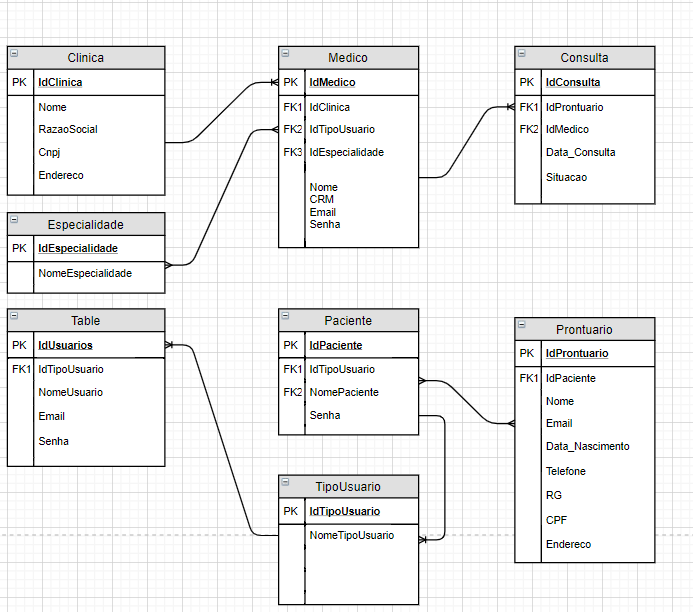 Clinica
PK IdClinica
Nome
RazaoSocial
Cnpj
Endereco
Medico
PK IdMedico
FK1 IdClinica
FK2 IdTipoUsuario
FK3 IdEspecialidade
Nome
CRM
Email
Senha
Consulta
PK IdConsulta
FK1 IdProntuario
FK2 IdMedico
Data_Consulta
Situacao
Especialidade
PK IdEspecialidade
NomeEspecialidade
Table
PK IdUsuarios
FK1 IdTipoUsuario
NomeUsuario
Email
Senha
Paciente
PK IdPaciente
FK1 IdTipoUsuario
FK2 NomePaciente
Senha
Prontuario
PK IdProntuario
FK1 IdPaciente
Nome
Email
Data_Nascimento
Telefone
RG
CPF
Endereco
TipoUsuario
PK IdTipoUsuario
NomeTipoUsuario